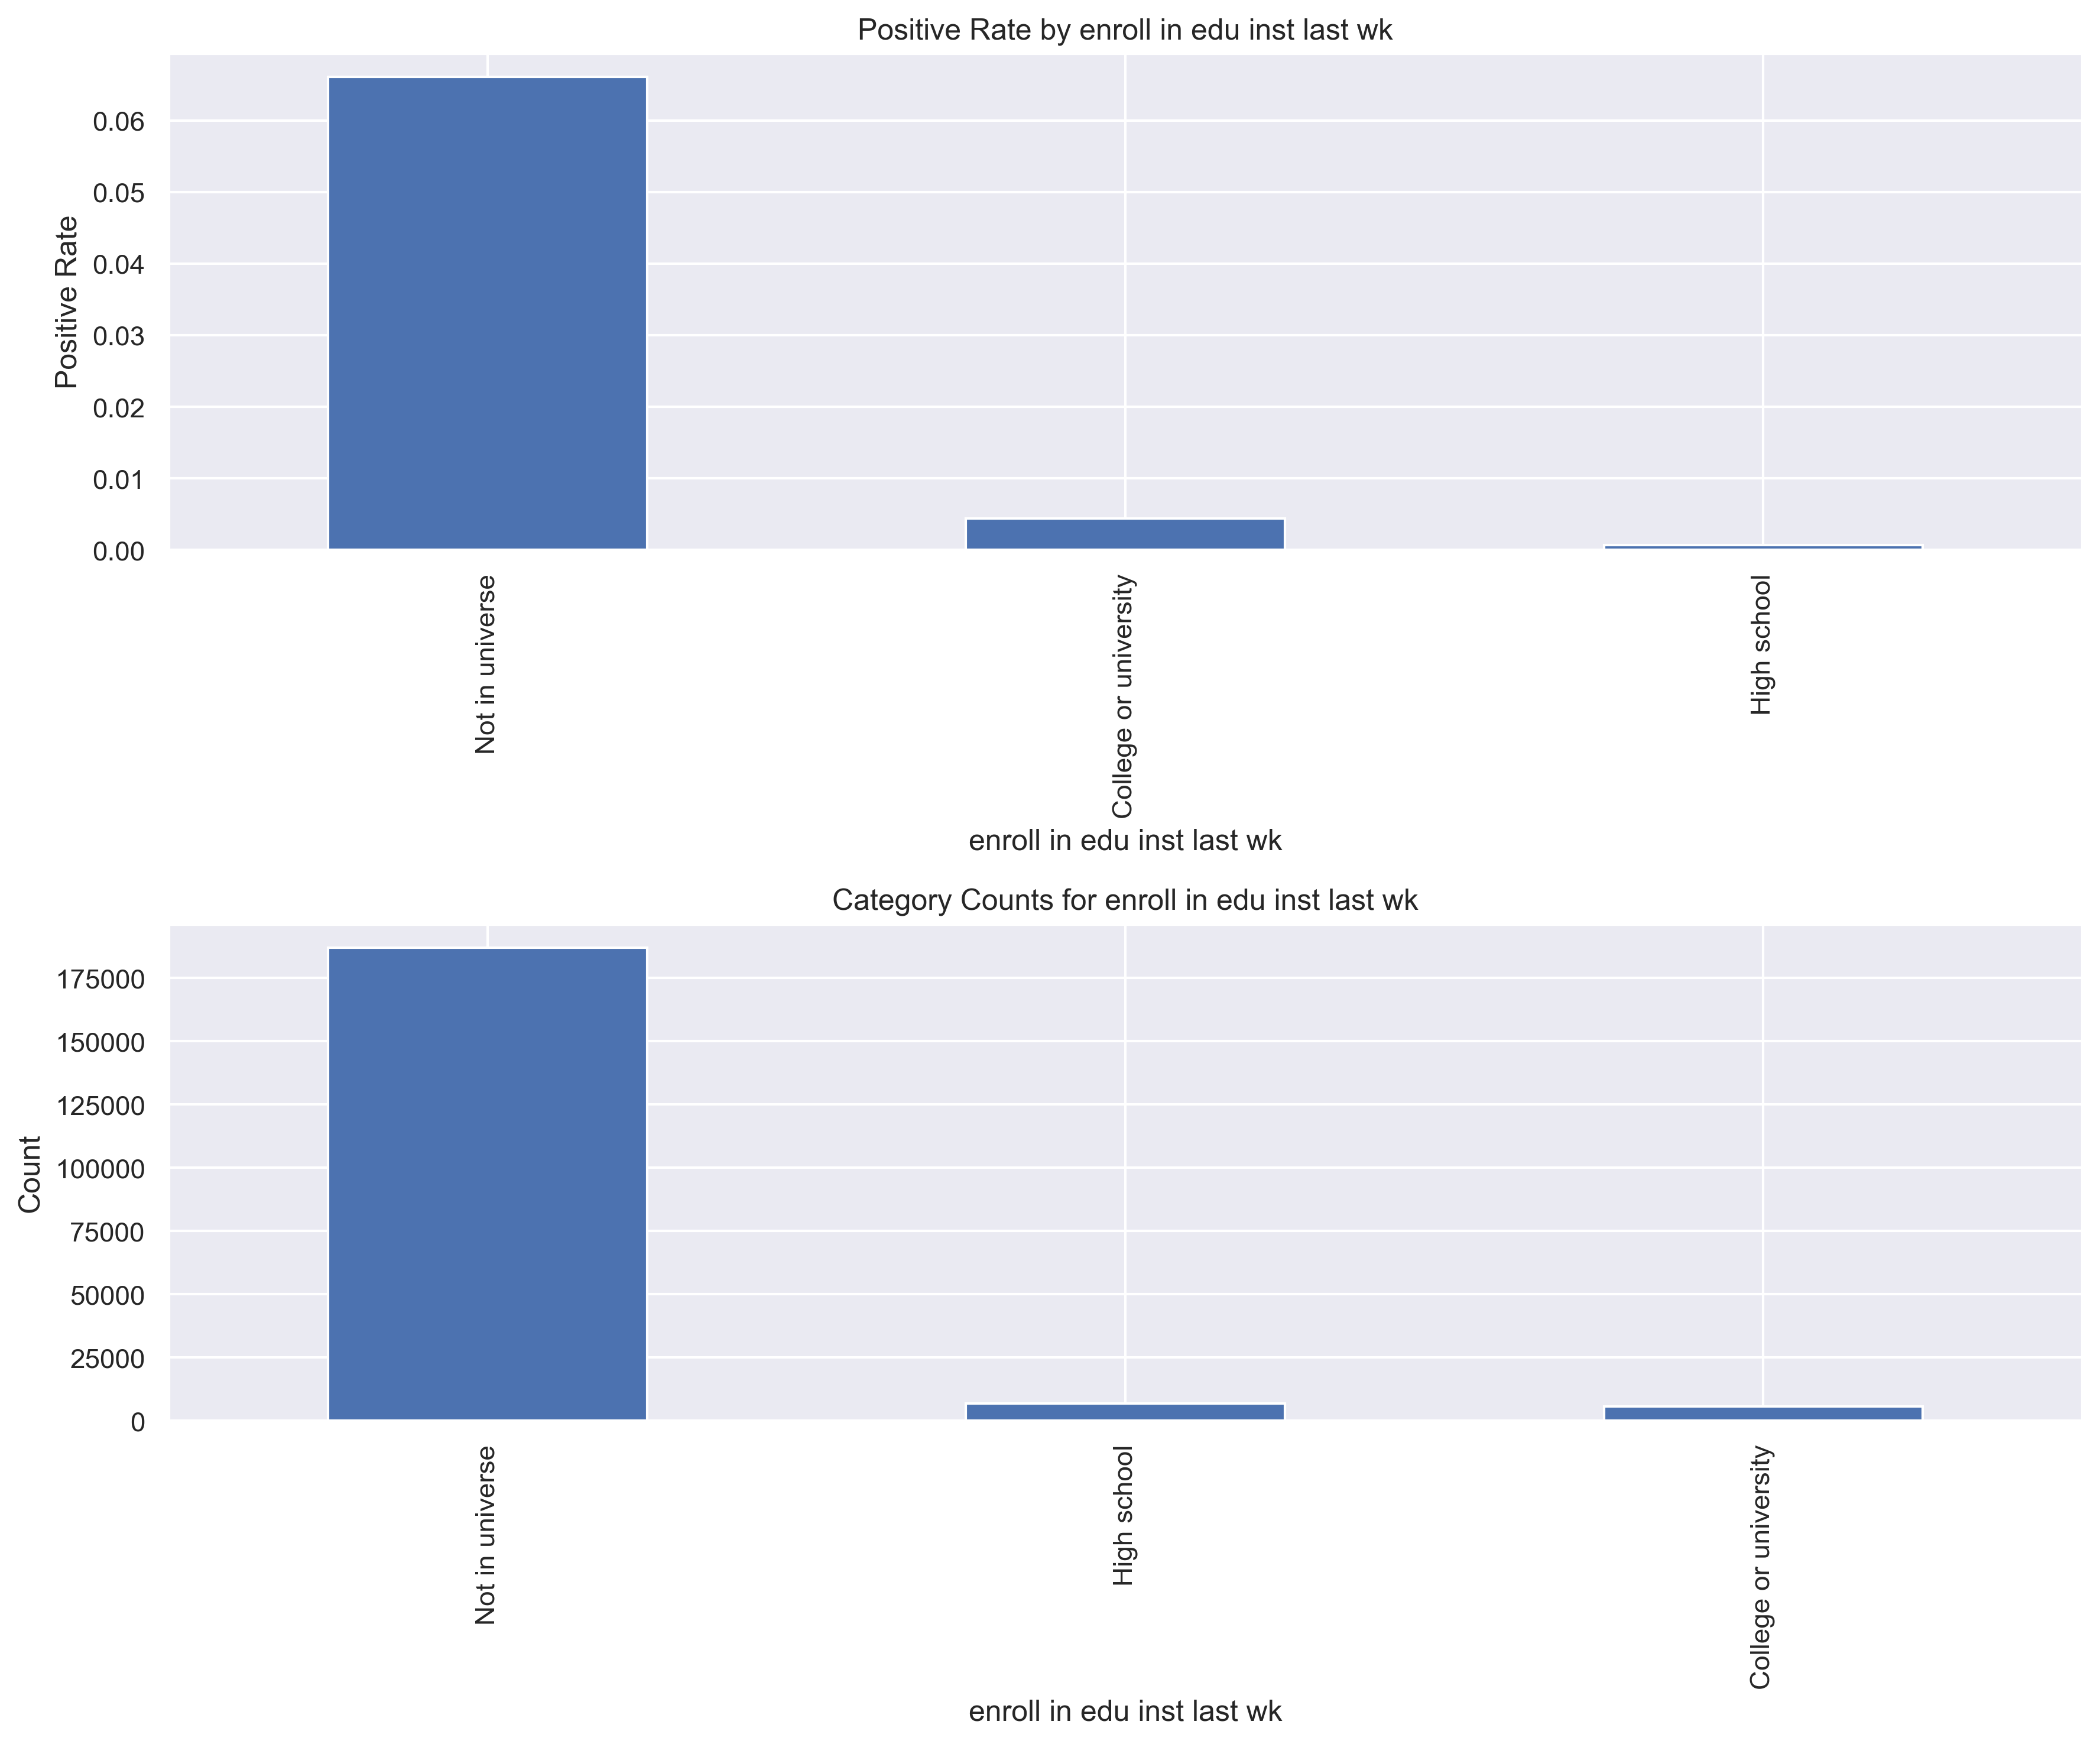 Positive Rate by enroll in edu inst last wk
Positive Rate
0.06
0.05
0.04
0.03
0.02
0.01
0.00
Not in universe
College or university
High school
enroll in edu inst last wk
Category Counts for enroll in edu inst last wk
Count
175000
150000
125000
100000
75000
50000
25000
0
Not in universe
High school
College or university
enroll in edu inst last wk